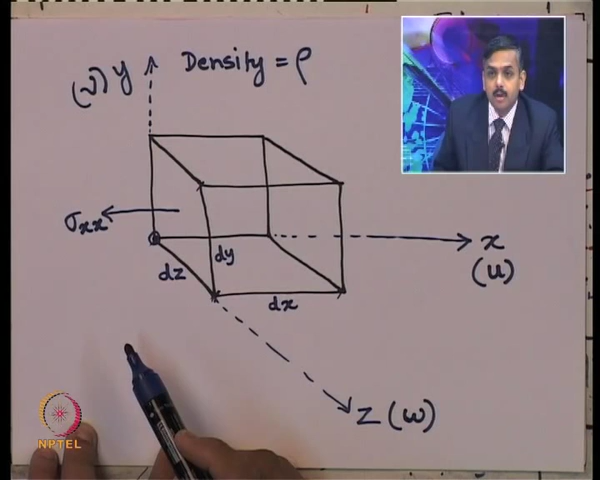 (v) y Density = ρ
σxx
dz dy
dx
x
(u)
z (w)
NPTEL